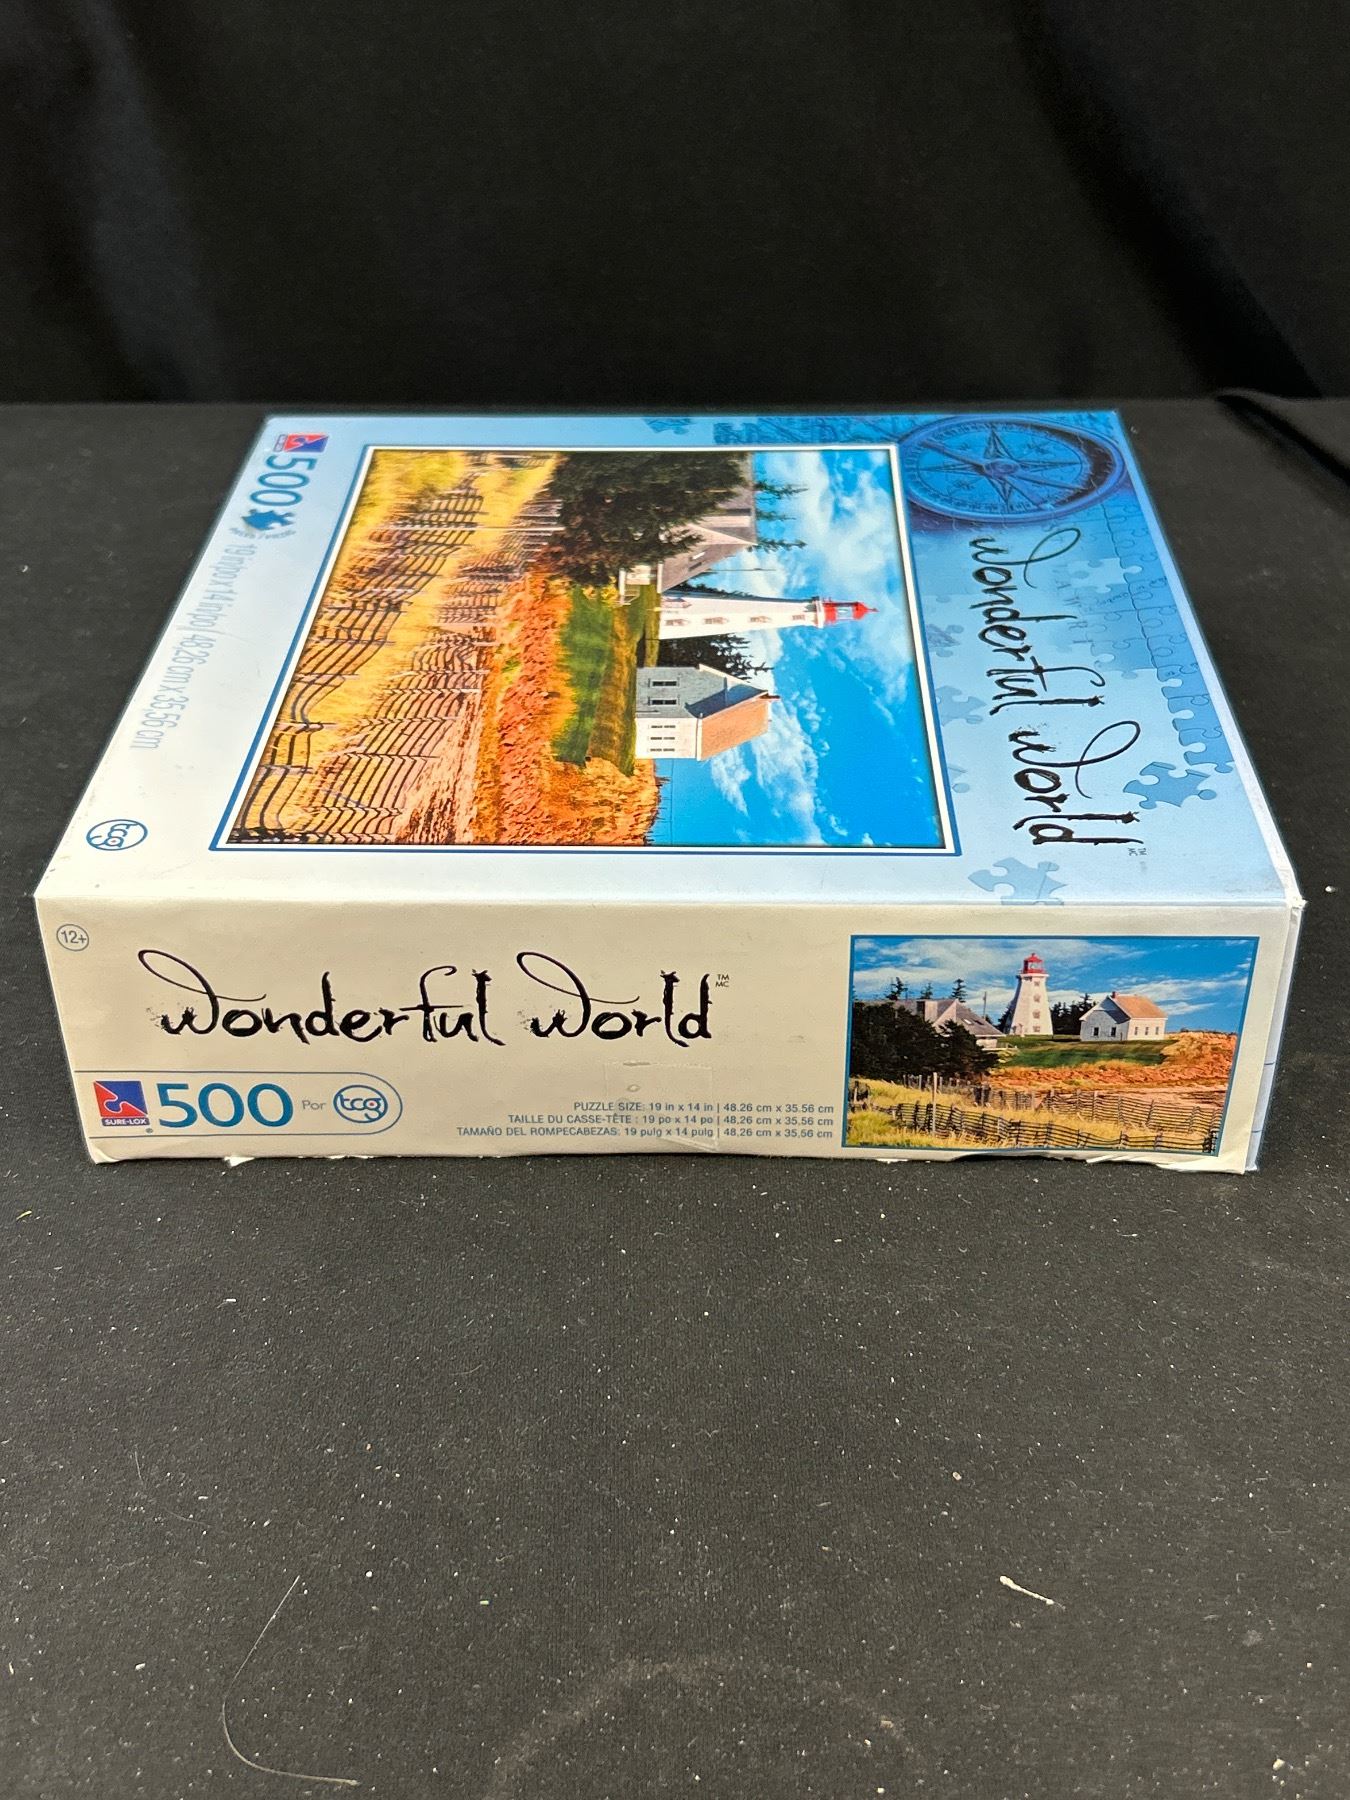 Wonderful World
TM
MC
500
19 in/po x 14 in/po | 48.26 cm x 35.56 cm
tcg
12+
Wonderful World
TM
MC
SURE-LOX
500 Por tcg
PUZZLE SIZE: 19 in x 14 in | 48.26 cm x 35.56 cm
TAILLE DU CASSE-TÊTE : 19 po x 14 po | 48,26 cm x 35,56 cm
TAMAÑO DEL ROMPECABEZAS: 19 pulg x 14 pulg | 48,26 cm x 35,56 cm